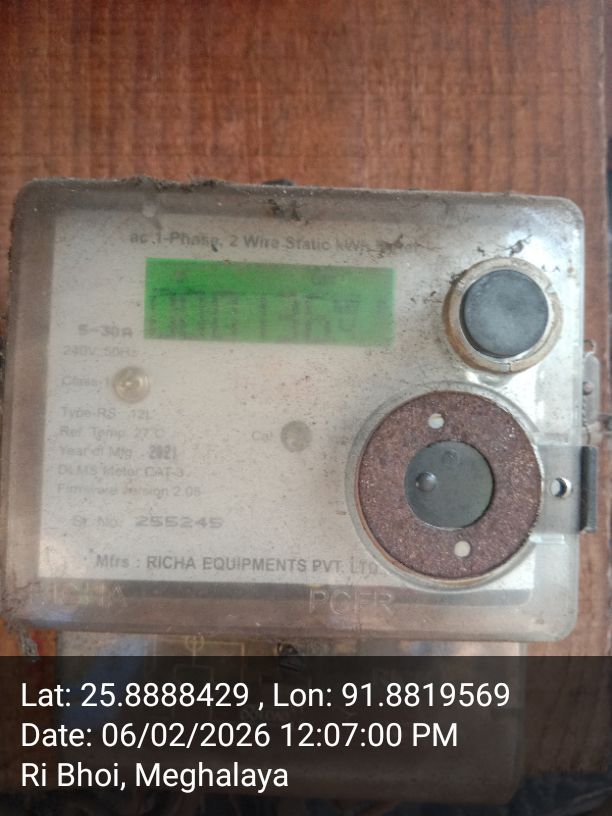 ac 1-Phase, 2 Wire Static kWh Meter
5-30A
240V, 50Hz
Class-1
Type-RS 12L
Ref. Temp. 27°C
Cal
Year of Mfg. 2021
DLMS Meter CAT-3
Firmware version 2.05
Sr. No. 255245
Mfrs : RICHA EQUIPMENTS PVT. LTD.
Lat: 25.8888429 , Lon: 91.8819569
Date: 06/02/2026 12:07:00 PM
Ri Bhoi, Meghalaya